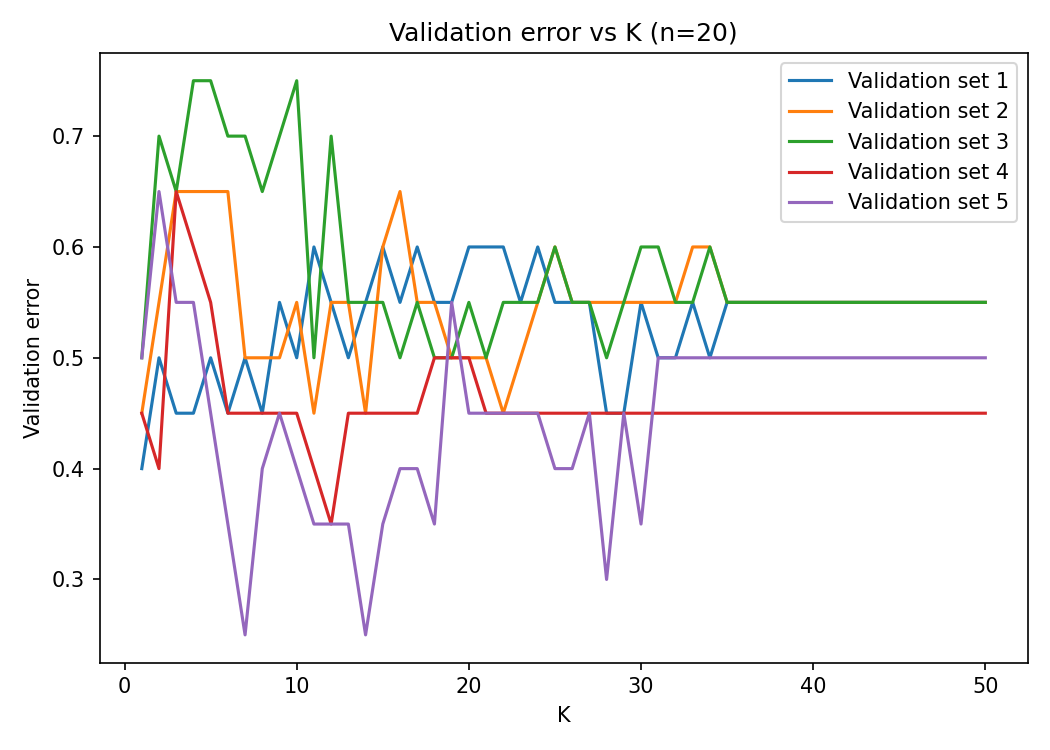 Validation error vs K (n=20)
Validation set 1
Validation set 2
Validation set 3
Validation set 4
Validation set 5
Validation error
0.7
0.6
0.5
0.4
0.3
0 10 20 30 40 50
K